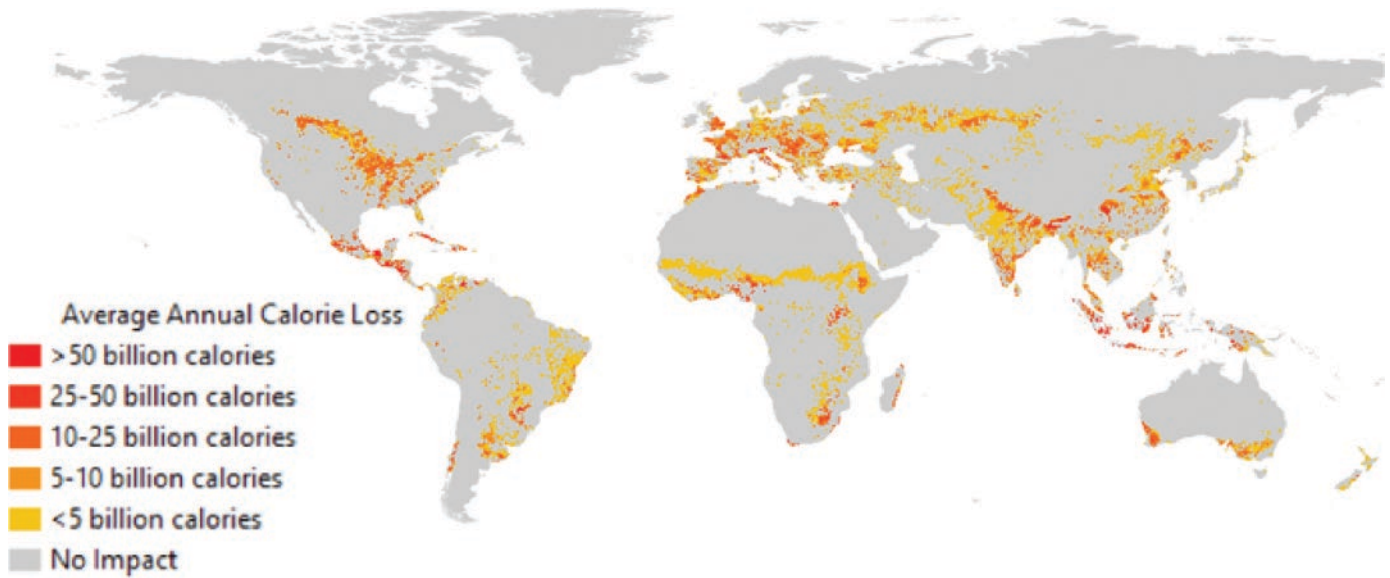 Average Annual Calorie Loss
>50 billion calories
25-50 billion calories
10-25 billion calories
5-10 billion calories
<5 billion calories
No Impact